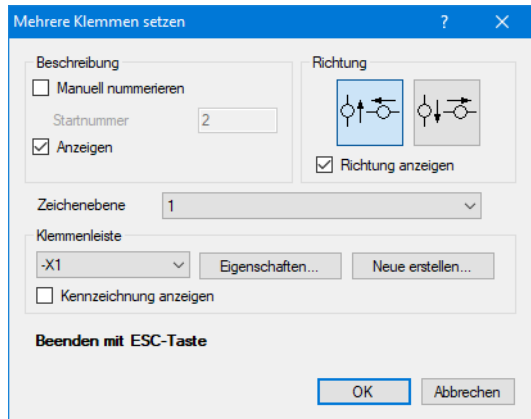 Mehrere Klemmen setzen
Beschreibung
Manuell nummerieren
Startnummer 2
Anzeigen
Richtung
Richtung anzeigen
Zeichenebene 1
Klemmenleiste
-X1 Eigenschaften... Neue erstellen...
Kennzeichnung anzeigen
Beenden mit ESC-Taste
OK Abbrechen